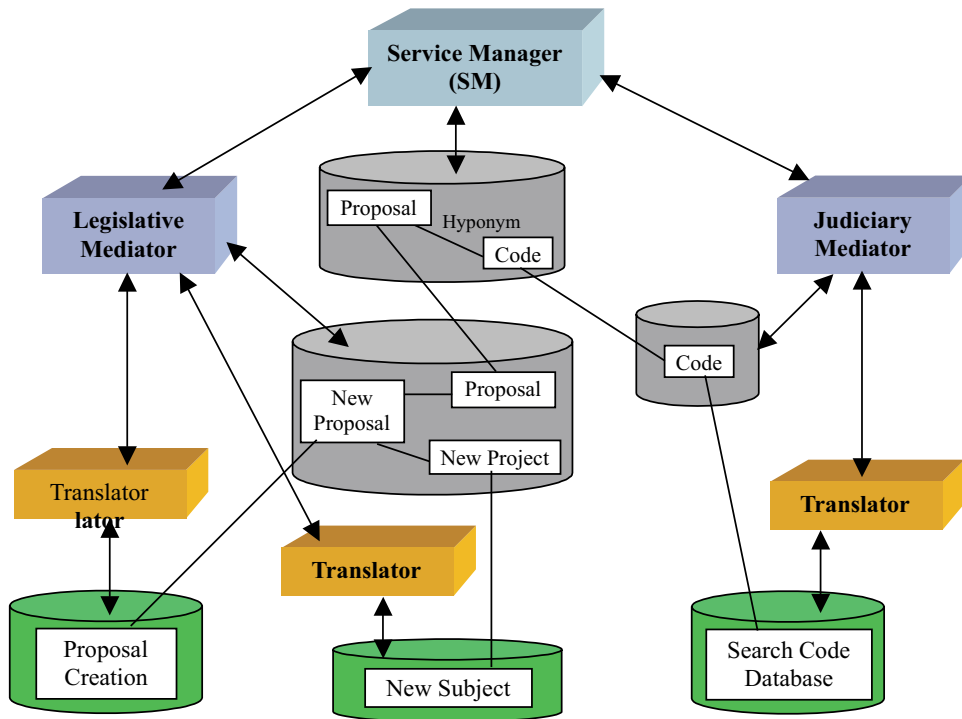 Service Manager
(SM)
Legislative
Mediator
Proposal
Hyponym
Code
Judiciary
Mediator
Code
New
Proposal
Proposal
New Project
Translator
lator
Translator
Translator
Proposal
Creation
New Subject
Search Code
Database